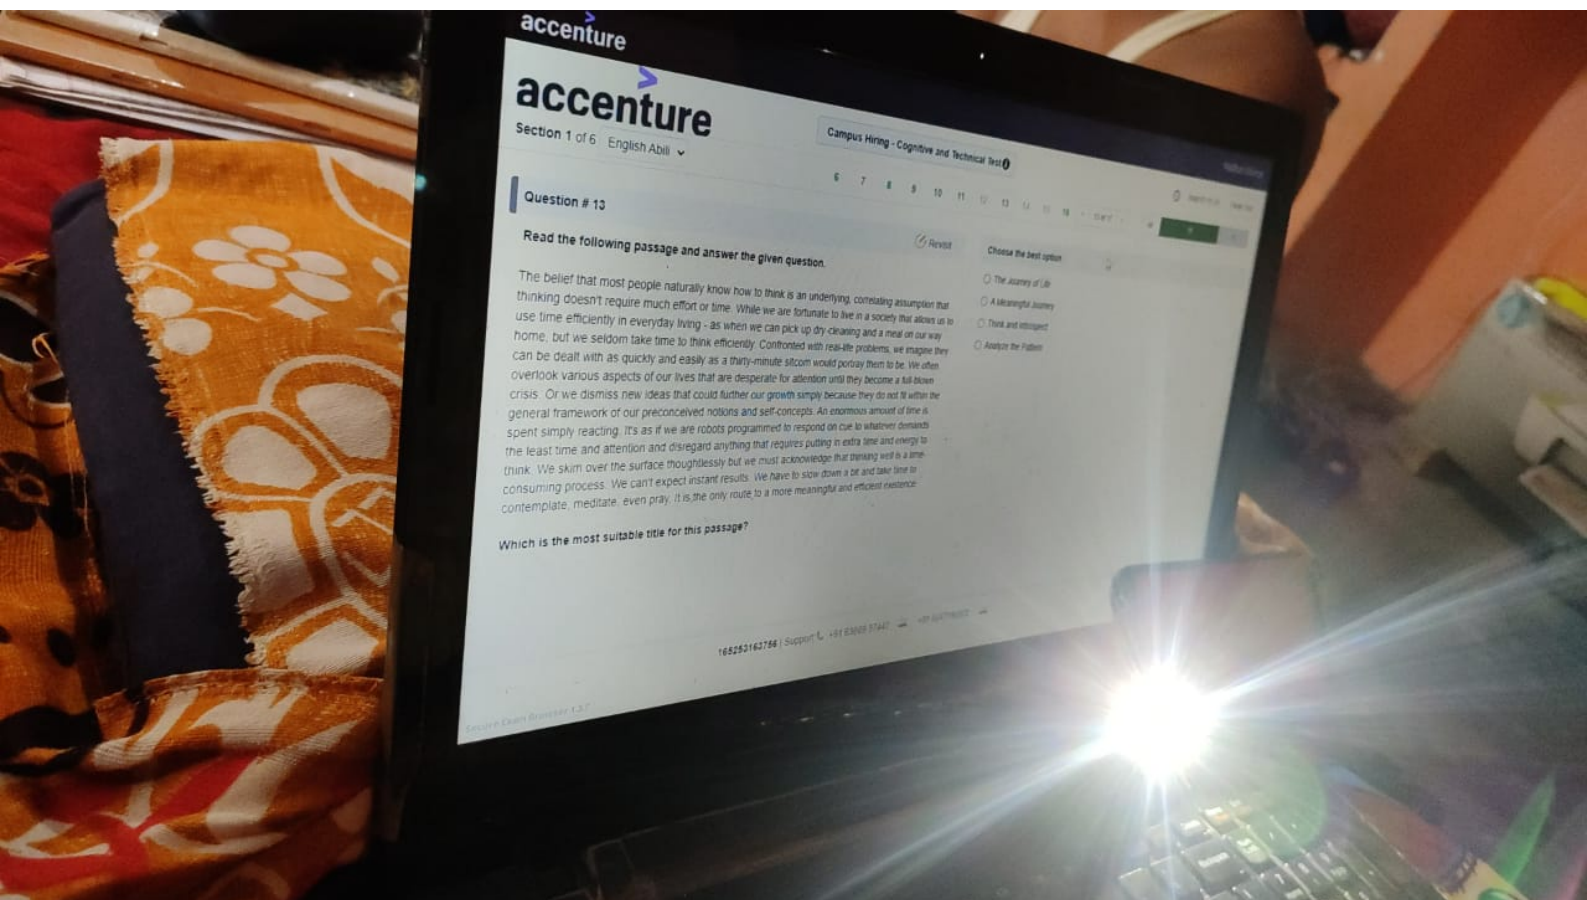 accenture
accenture
Section 1 of 6 English Abili
Campus Hiring - Cognitive and Technical Test
6 7 8 9 10 11 12 13 14 15 16
Question # 13
Revisit
Read the following passage and answer the given question.
The belief that most people naturally know how to think is an underlying, correlating assumption that
thinking doesn't require much effort or time. While we are fortunate to live in a society that allows us to
use time efficiently in everyday living - as when we can pick up dry-cleaning and a meal on our way
home, but we seldom take time to think efficiently. Confronted with real-life problems, we imagine they
can be dealt with as quickly and easily as a thirty-minute sitcom would portray them to be. We often
overlook various aspects of our lives that are desperate for attention until they become a full-blown
crisis. Or we dismiss new ideas that could further our growth simply because they do not fit within the
general framework of our preconceived notions and self-concepts. An enormous amount of time is
spent simply reacting. It's as if we are robots programmed to respond on cue to whatever demands
the least time and attention and disregard anything that requires putting in extra time and energy to
think. We skim over the surface thoughtlessly but we must acknowledge that thinking well is a time-
consuming process. We can't expect instant results. We have to slow down a bit and take time to
contemplate, meditate, even pray. It is the only route to a more meaningful and efficient existence.
Which is the most suitable title for this passage?
Choose the best option
The Journey of Life
A Meaningful Journey
Think and Introspect
Analyze the Pattern
165253163756 | Support
Secure Exam Browser